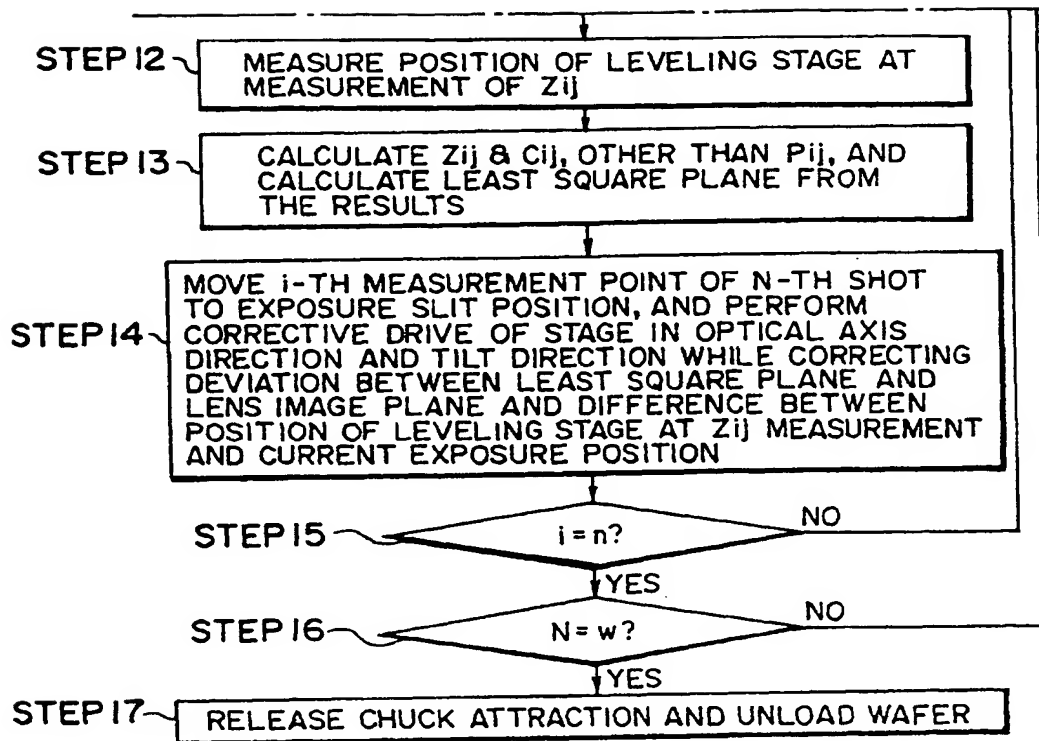 STEP 12
MEASURE POSITION OF LEVELING STAGE AT
MEASUREMENT OF Zij
STEP 13
CALCULATE Zij & Cij, OTHER THAN Pij, AND
CALCULATE LEAST SQUARE PLANE FROM
THE RESULTS
STEP 14
MOVE i-TH MEASUREMENT POINT OF N-TH SHOT
TO EXPOSURE SLIT POSITION, AND PERFORM
CORRECTIVE DRIVE OF STAGE IN OPTICAL AXIS
DIRECTION AND TILT DIRECTION WHILE CORRECTING
DEVIATION BETWEEN LEAST SQUARE PLANE AND
LENS IMAGE PLANE AND DIFFERENCE BETWEEN
POSITION OF LEVELING STAGE AT Zij MEASUREMENT
AND CURRENT EXPOSURE POSITION
STEP 15
i = n?
NO
YES
STEP 16
N = w?
NO
YES
STEP 17
RELEASE CHUCK ATTRACTION AND UNLOAD WAFER